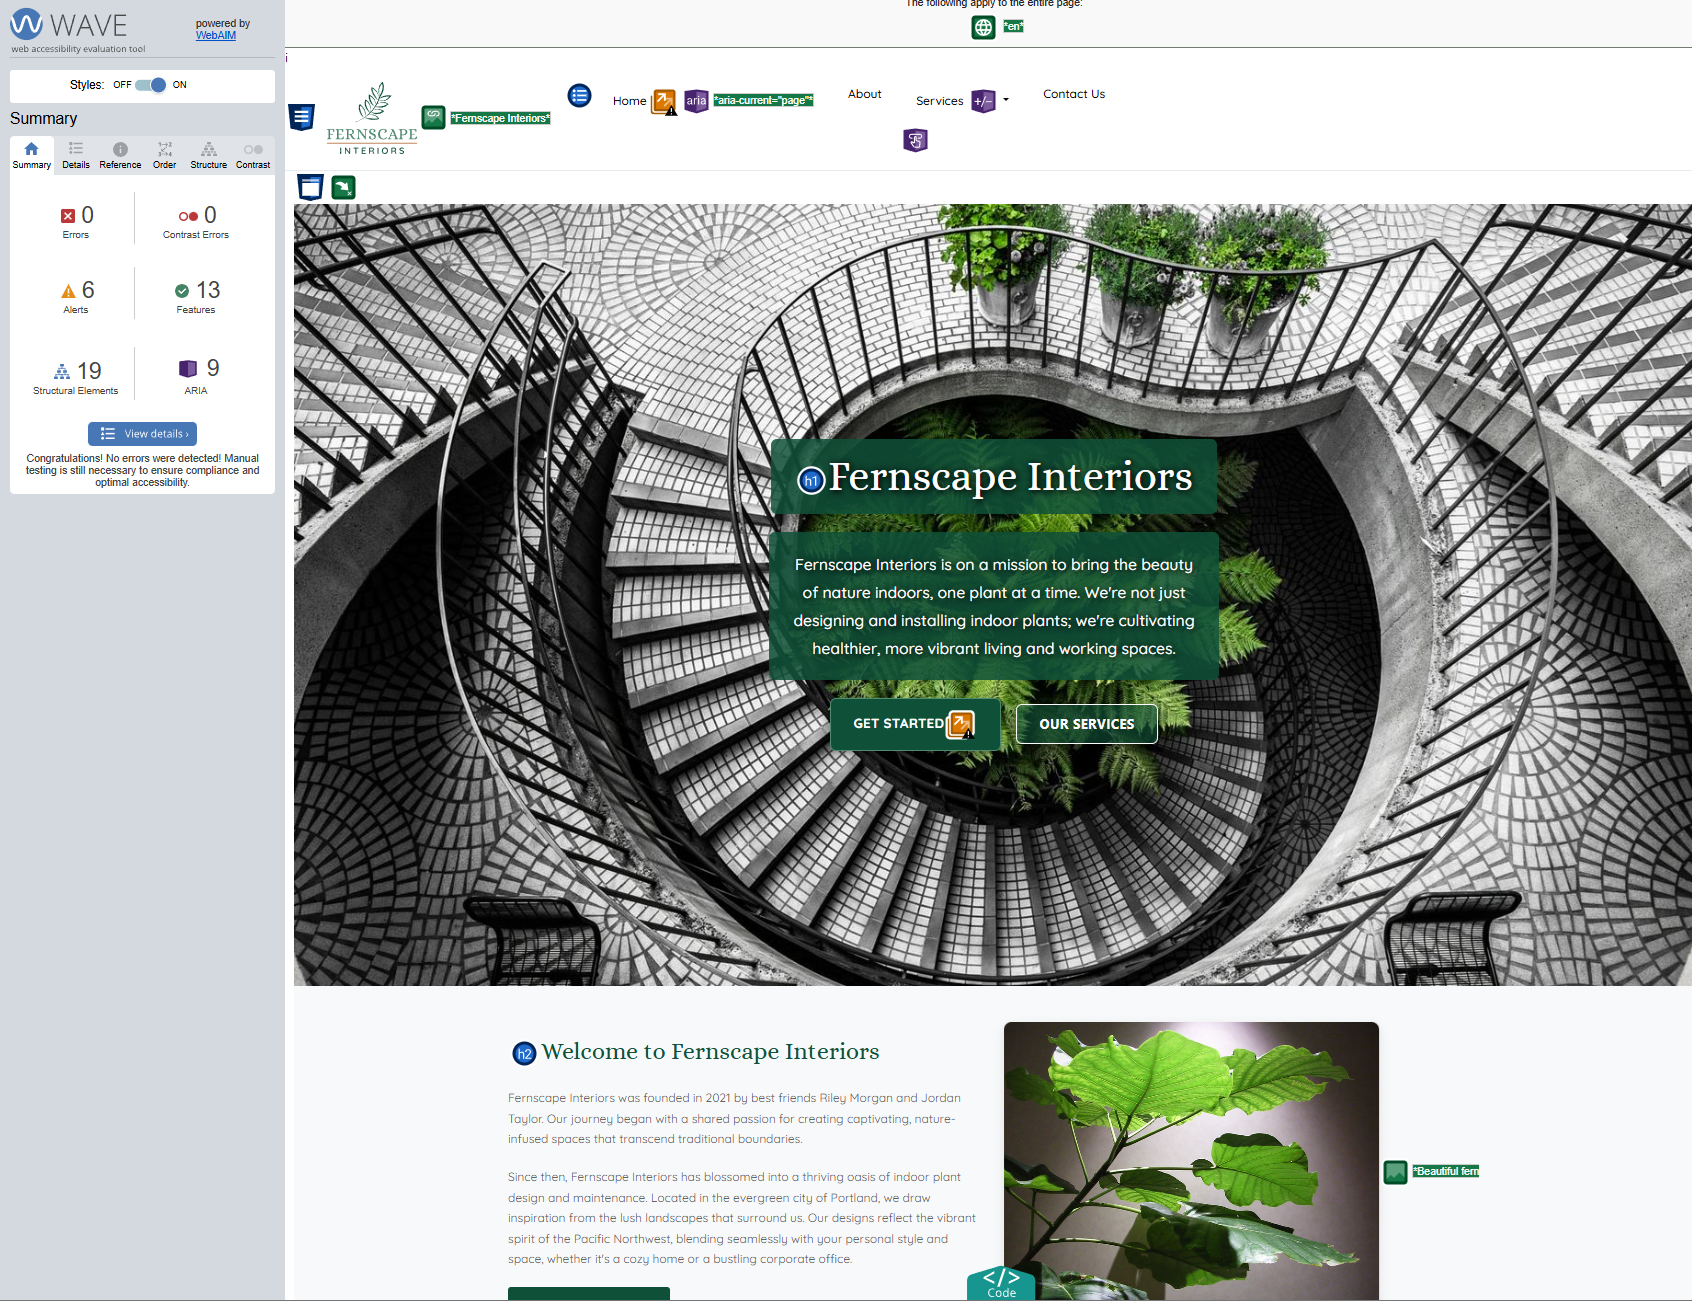 WAVE
web accessibility evaluation tool
powered by
WebAIM
Styles: OFF ON
Summary
Summary Details Reference Order Structure Contrast
0
Errors
0
Contrast Errors
6
Alerts
13
Features
19
Structural Elements
9
ARIA
View details ›
Congratulations! No errors were detected! Manual
testing is still necessary to ensure compliance and
optimal accessibility.
The following apply to the entire page:
*en*
i
FERNSCAPE
INTERIORS
*Fernscape Interiors*
Home aria *aria-current="page"*
About
Services +/-
Contact Us
h1 Fernscape Interiors
Fernscape Interiors is on a mission to bring the beauty
of nature indoors, one plant at a time. We're not just
designing and installing indoor plants; we're cultivating
healthier, more vibrant living and working spaces.
GET STARTED
OUR SERVICES
h2 Welcome to Fernscape Interiors
Fernscape Interiors was founded in 2021 by best friends Riley Morgan and Jordan
Taylor. Our journey began with a shared passion for creating captivating, nature-
infused spaces that transcend traditional boundaries.
Since then, Fernscape Interiors has blossomed into a thriving oasis of indoor plant
design and maintenance. Located in the evergreen city of Portland, we draw
inspiration from the lush landscapes that surround us. Our designs reflect the vibrant
spirit of the Pacific Northwest, blending seamlessly with your personal style and
space, whether it's a cozy home or a bustling corporate office.
*Beautiful fern
</>
Code